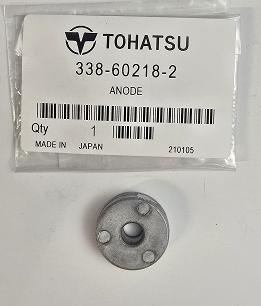 TOHATSU
338-60218-2
ANODE
Qty 1
MADE IN JAPAN 210105